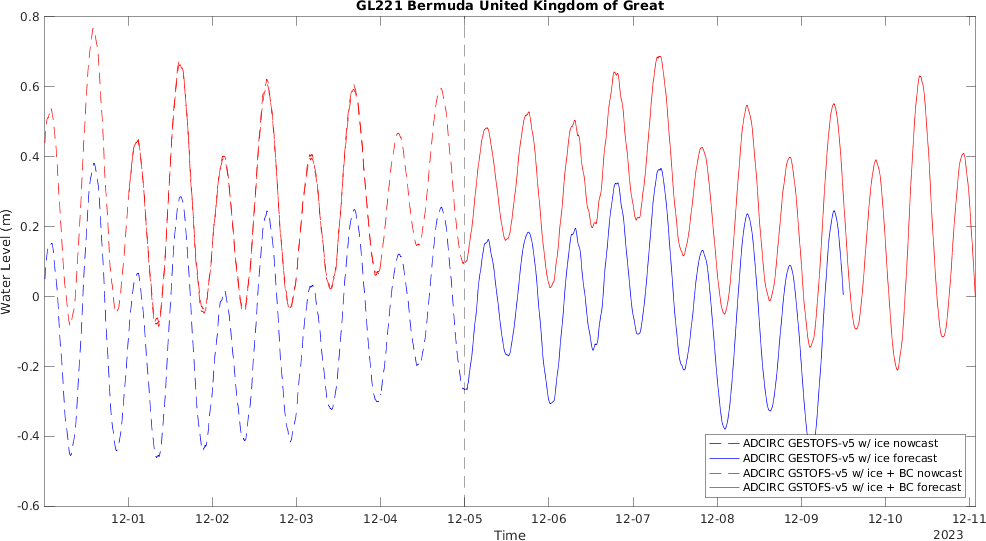 GL221 Bermuda United Kingdom of Great
0.8
0.6
0.4
0.2
0
-0.2
-0.4
-0.6
Water Level (m)
12-01
12-02
12-03
12-04
12-05
12-06
12-07
12-08
12-09
12-10
12-11
Time
2023
ADCIRC GESTOFS-v5 w/ ice nowcast
ADCIRC GESTOFS-v5 w/ ice forecast
ADCIRC GSTOFS-v5 w/ ice + BC nowcast
ADCIRC GSTOFS-v5 w/ ice + BC forecast